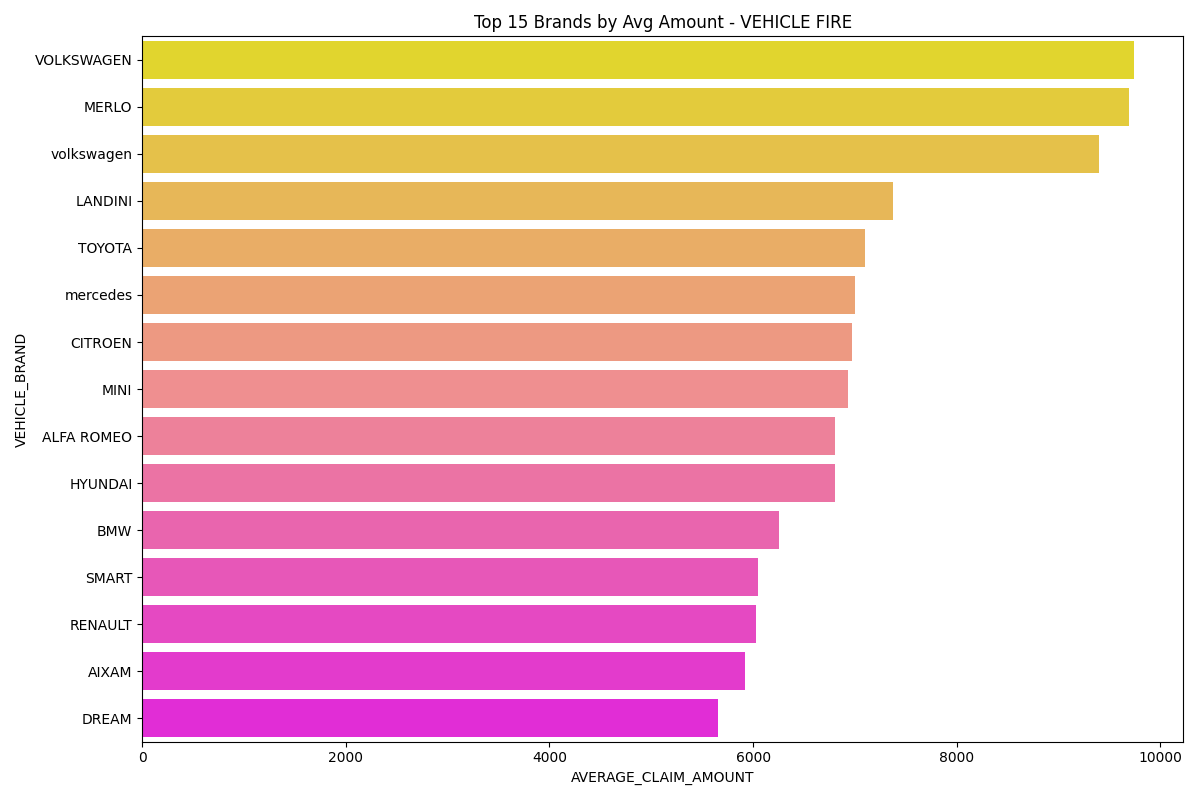 Top 15 Brands by Avg Amount - VEHICLE FIRE
VOLKSWAGEN
MERLO
volkswagen
LANDINI
TOYOTA
mercedes
CITROEN
MINI
ALFA ROMEO
HYUNDAI
BMW
SMART
RENAULT
AIXAM
DREAM
VEHICLE_BRAND
0 2000 4000 6000 8000 10000
AVERAGE_CLAIM_AMOUNT